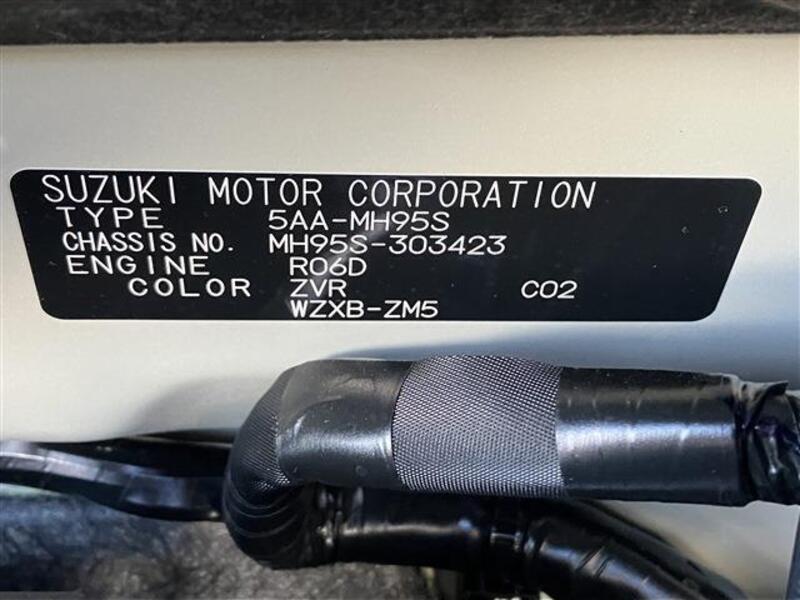 SUZUKI MOTOR CORPORATION
TYPE 5AA-MH95S
CHASSIS NO. MH95S-303423
ENGINE R06D
COLOR ZVR C02
WZXB-ZM5